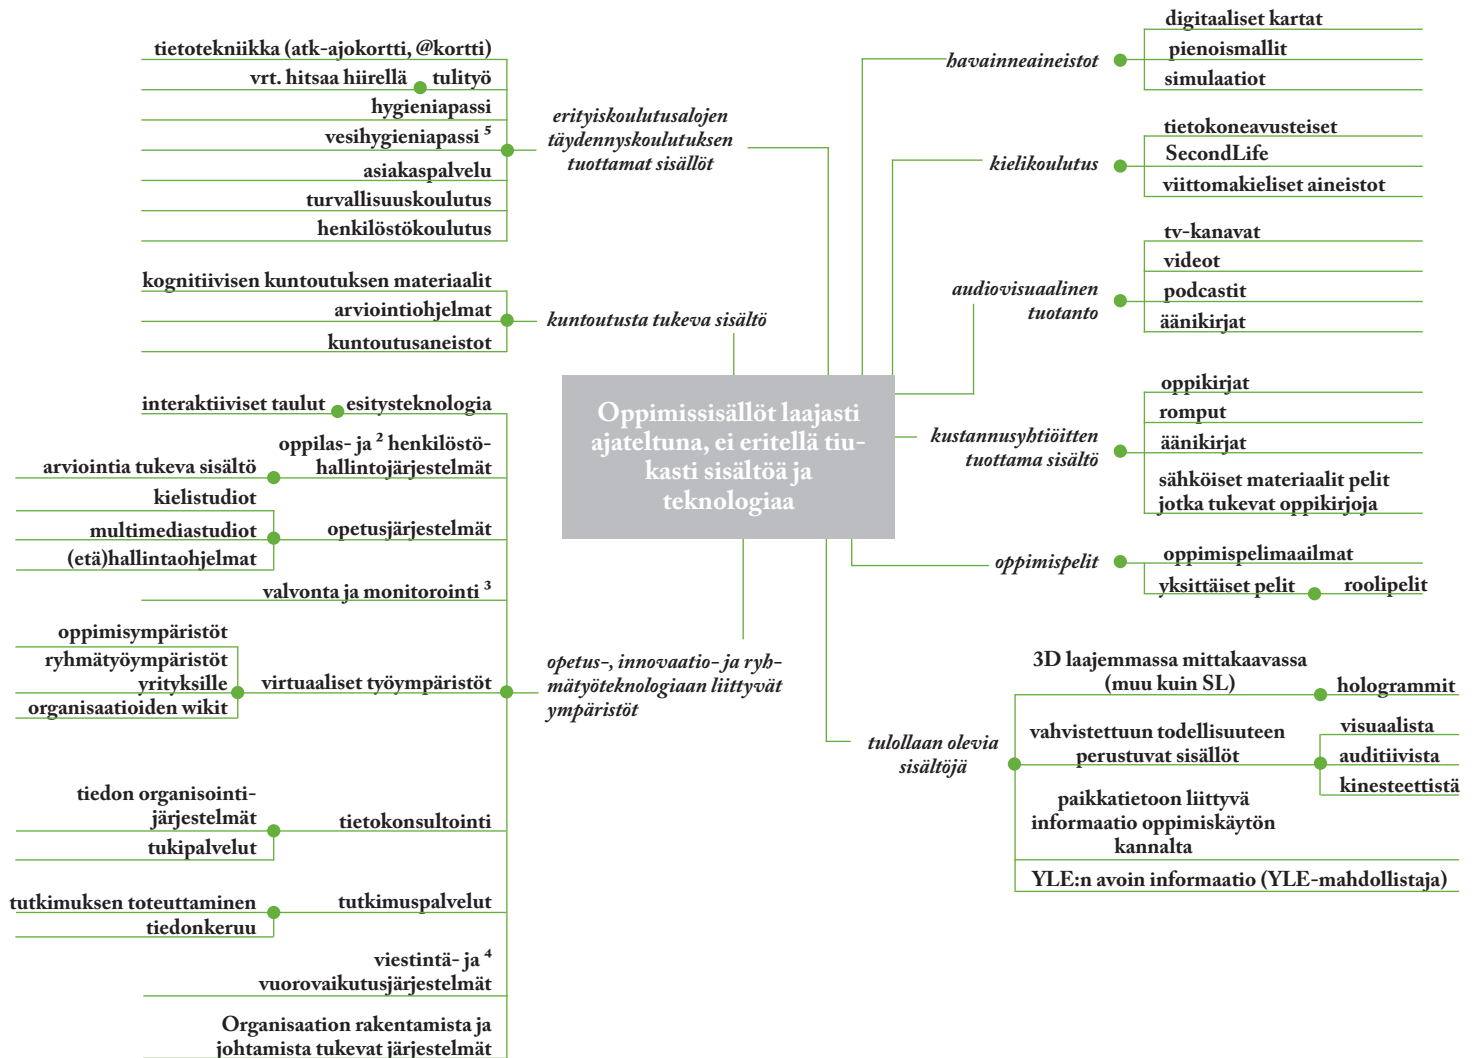 tietotekniikka (atk-ajokortti, @kortti)
vrt. hitsaa hiirellä tulityö
hygieniapassi
vesihygieniapassi ⁵
asiakaspalvelu
turvallisuuskoulutus
henkilöstökoulutus
erityiskoulutusalojen
täydennyskoulutuksen
tuottamat sisällöt
kognitiivisen kuntoutuksen materiaalit
arviointiohjelmat
kuntoutusaneistot
kuntoutusta tukeva sisältö
interaktiiviset taulut esitysteknologia
oppilas- ja ² henkilöstö-
hallintojärjestelmät
arviointia tukeva sisältö
kielistudiot
multimediastudiot
(etä)hallintaohjelmat
opetusjärjestelmät
valvonta ja monitorointi ³
oppimisympäristöt
ryhmätyöympäristöt
yrityksille
organisaatioiden wikit
virtuaaliset työympäristöt
opetus-, innovaatio- ja ryh-
mätyöteknologiaan liittyvät
ympäristöt
tiedon organisointi-
järjestelmät
tukipalvelut
tietokonsultointi
tutkimuksen toteuttaminen
tiedonkeruu
tutkimuspalvelut
viestintä- ja ⁴
vuorovaikutusjärjestelmät
Organisaation rakentamista ja
johtamista tukevat järjestelmät
Oppimissisällöt laajasti
ajateltuna, ei eritellä tiu-
kasti sisältöä ja
teknologiaa
havainneaineistot
digitaaliset kartat
pienoismallit
simulaatiot
kielikoulutus
tietokoneavusteiset
SecondLife
viittomakieliset aineistot
audiovisuaalinen
tuotanto
tv-kanavat
videot
podcastit
äänikirjat
kustannusyhtiöitten
tuottama sisältö
oppikirjat
romput
äänikirjat
sähköiset materiaalit pelit
jotka tukevat oppikirjoja
oppimispelit
oppimispelimaailmat
yksittäiset pelit roolipelit
tulollaan olevia
sisältöjä
3D laajemmassa mittakaavassa
(muu kuin SL)
hologrammit
vahvistettuun todellisuuteen
perustuvat sisällöt
visuaalista
auditiivista
kinesteettistä
paikkatietoon liittyvä
informaatio oppimiskäytön
kannalta
YLE:n avoin informaatio (YLE-mahdollistaja)